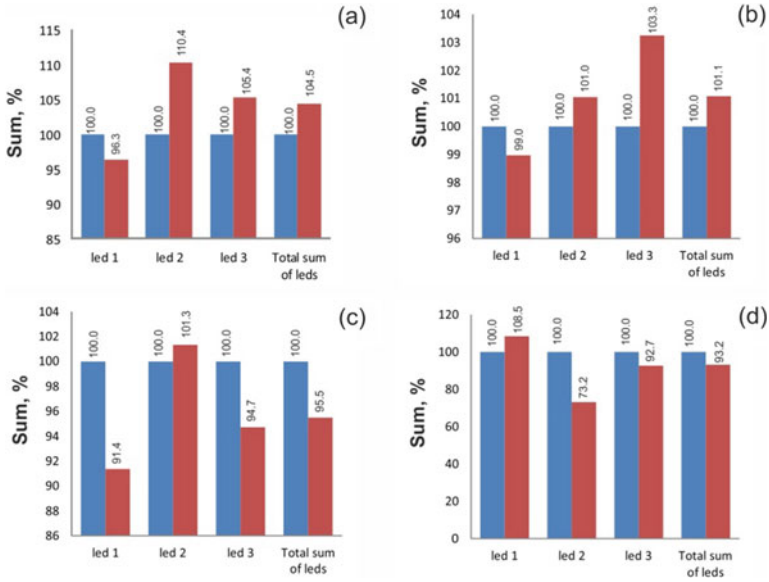 (a)
Sum, %
115
110
105
100
95
90
85
100.0
96.3
100.0
110.4
100.0
105.4
100.0
104.5
led 1
led 2
led 3
Total sum
of leds
(b)
Sum, %
104
103
102
101
100
99
98
97
96
100.0
99.0
100.0
101.0
100.0
103.3
100.0
101.1
led 1
led 2
led 3
Total sum
of leds
(c)
Sum, %
104
102
100
98
96
94
92
90
88
86
100.0
91.4
100.0
101.3
100.0
94.7
100.0
95.5
led 1
led 2
led 3
Total sum
of leds
(d)
Sum, %
120
100
80
60
40
20
0
100.0
108.5
100.0
73.2
100.0
92.7
100.0
93.2
led 1
led 2
led 3
Total sum
of leds